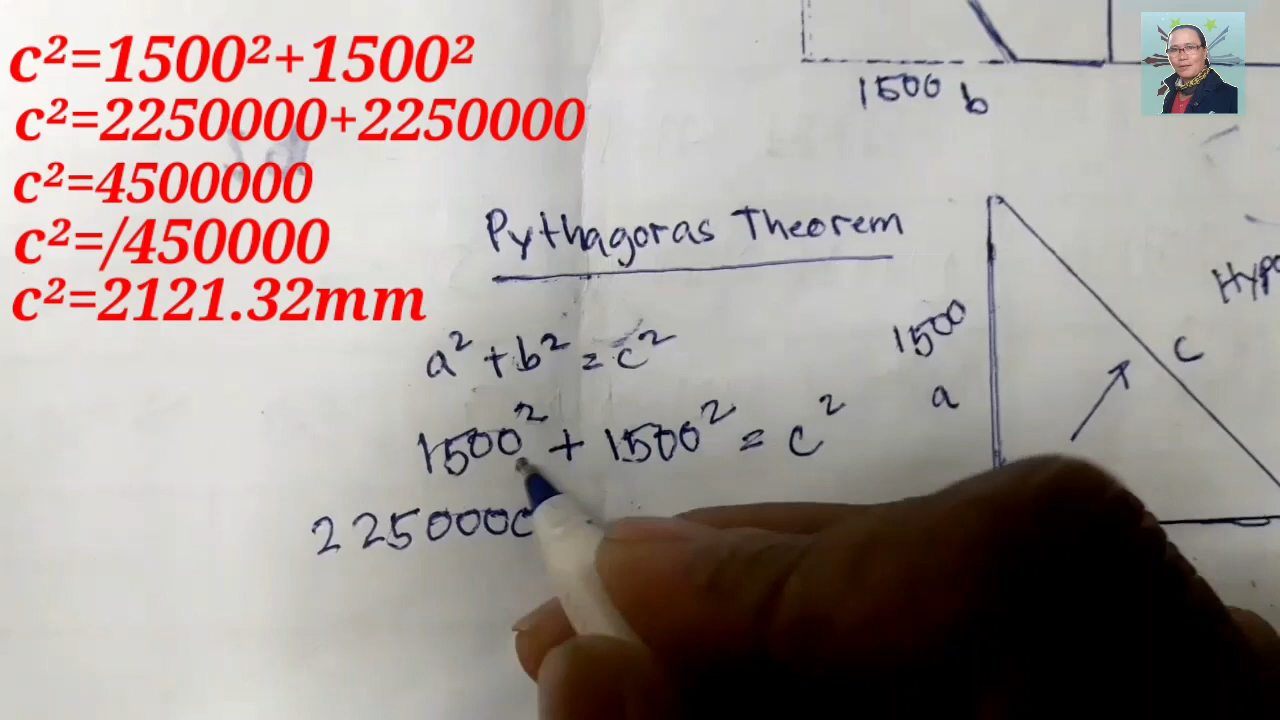 c²=1500²+1500²
c²=2250000+2250000
c²=4500000
c²=/450000
c²=2121.32mm
1500 b
Pythagoras Theorem
a² + b² = c²
1500² + 1500² = c²
2250000
1500
a
c